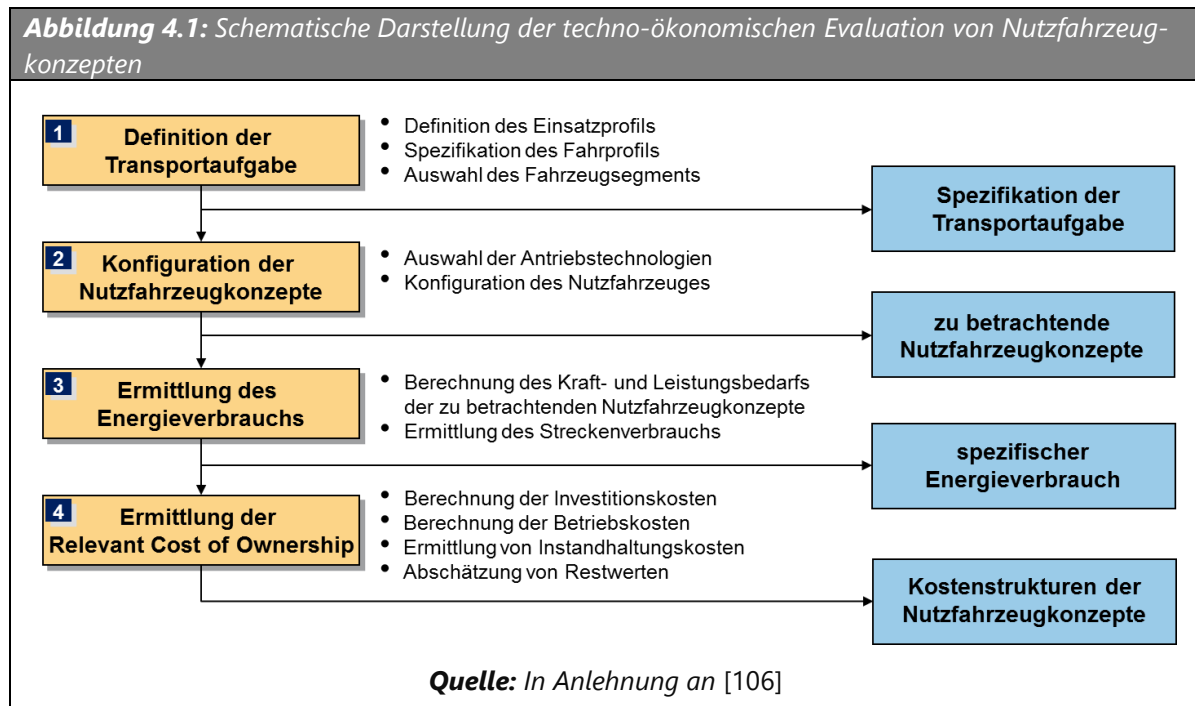 Abbildung 4.1: Schematische Darstellung der techno-ökonomischen Evaluation von Nutzfahrzeug-
konzepten
1
Definition der
Transportaufgabe
• Definition des Einsatzprofils
• Spezifikation des Fahrprofils
• Auswahl des Fahrzeugsegments
Spezifikation der
Transportaufgabe
2
Konfiguration der
Nutzfahrzeugkonzepte
• Auswahl der Antriebstechnologien
• Konfiguration des Nutzfahrzeuges
zu betrachtende
Nutzfahrzeugkonzepte
3
Ermittlung des
Energieverbrauchs
• Berechnung des Kraft- und Leistungsbedarfs
der zu betrachtenden Nutzfahrzeugkonzepte
• Ermittlung des Streckenverbrauchs
spezifischer
Energieverbrauch
4
Ermittlung der
Relevant Cost of Ownership
• Berechnung der Investitionskosten
• Berechnung der Betriebskosten
• Ermittlung von Instandhaltungskosten
• Abschätzung von Restwerten
Kostenstrukturen der
Nutzfahrzeugkonzepte
Quelle: In Anlehnung an [106]